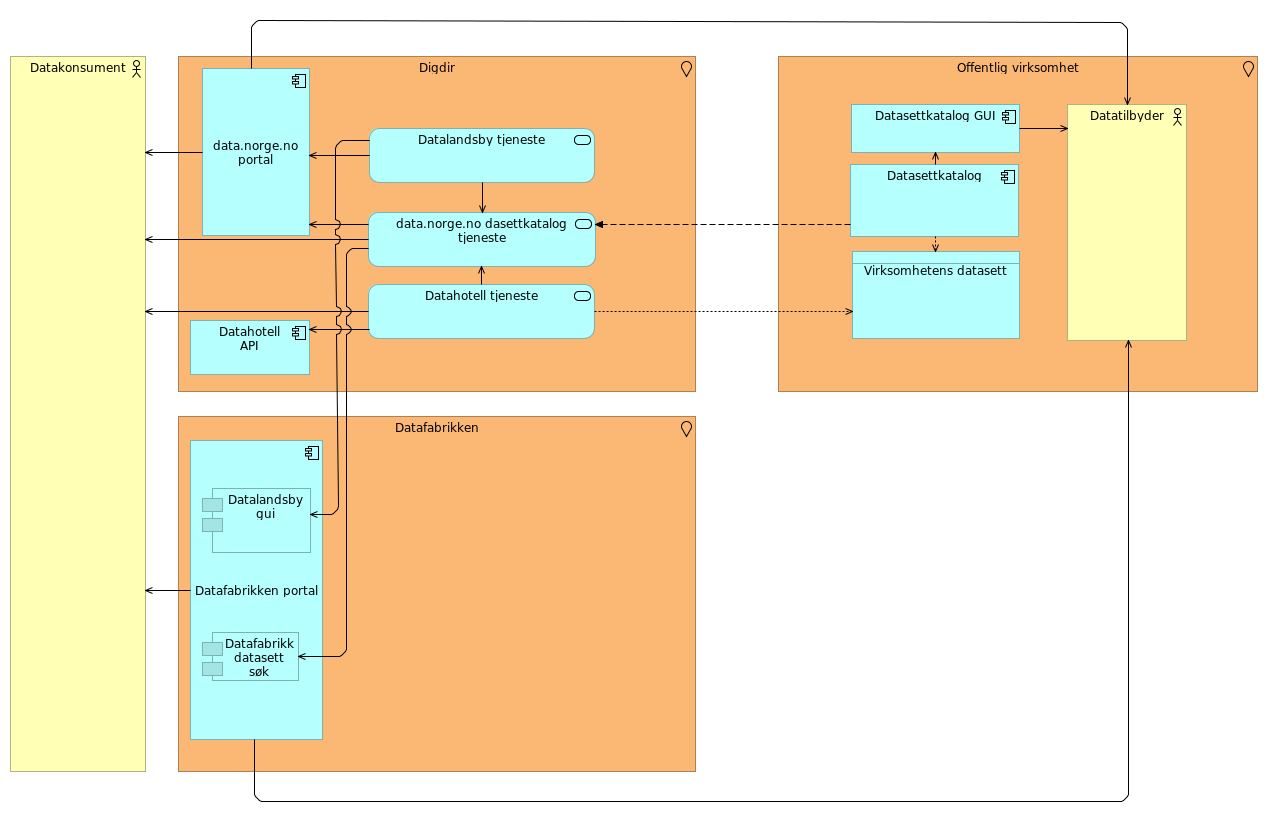 Datakonsument
Digdir
data.norge.no
portal
Datalandsby tjeneste
data.norge.no dasettkatalog
tjeneste
Datahotell tjeneste
Datahotell
API
Offentlig virksomhet
Datasettkatalog GUI
Datasettkatalog
Virksomhetens datasett
Datatilbyder
Datafabrikken
Datalandsby
gui
Datafabrikken portal
Datafabrikk
datasett
søk